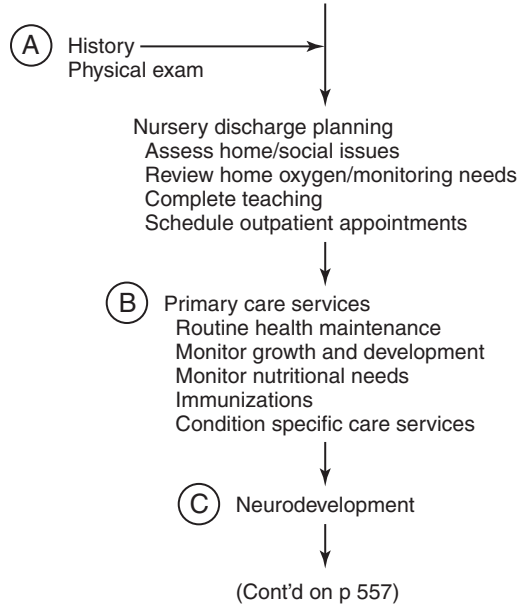 A History
Physical exam
Nursery discharge planning
Assess home/social issues
Review home oxygen/monitoring needs
Complete teaching
Schedule outpatient appointments
B Primary care services
Routine health maintenance
Monitor growth and development
Monitor nutritional needs
Immunizations
Condition specific care services
C Neurodevelopment
(Cont'd on p 557)